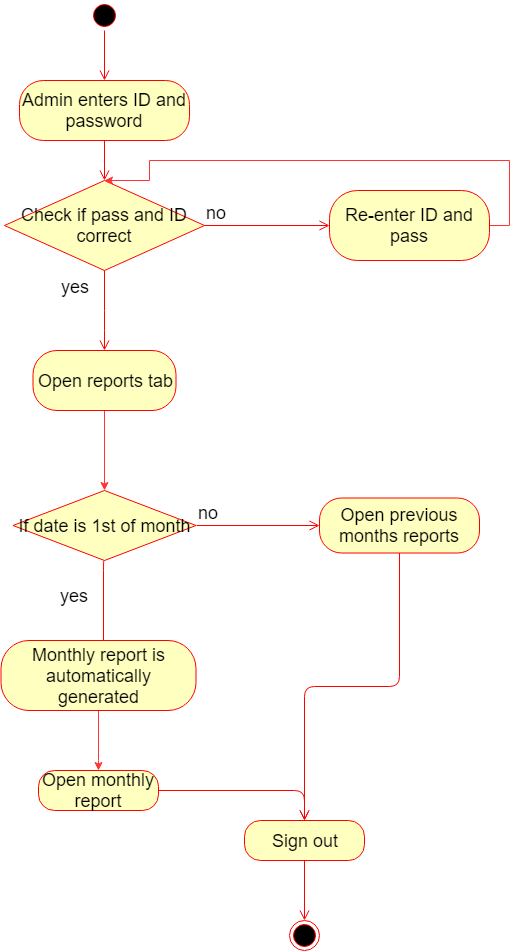 Admin enters ID and
password
Check if pass and ID
correct
no
Re-enter ID and
pass
yes
Open reports tab
If date is 1st of month
no
Open previous
months reports
yes
Monthly report is
automatically
generated
Open monthly
report
Sign out